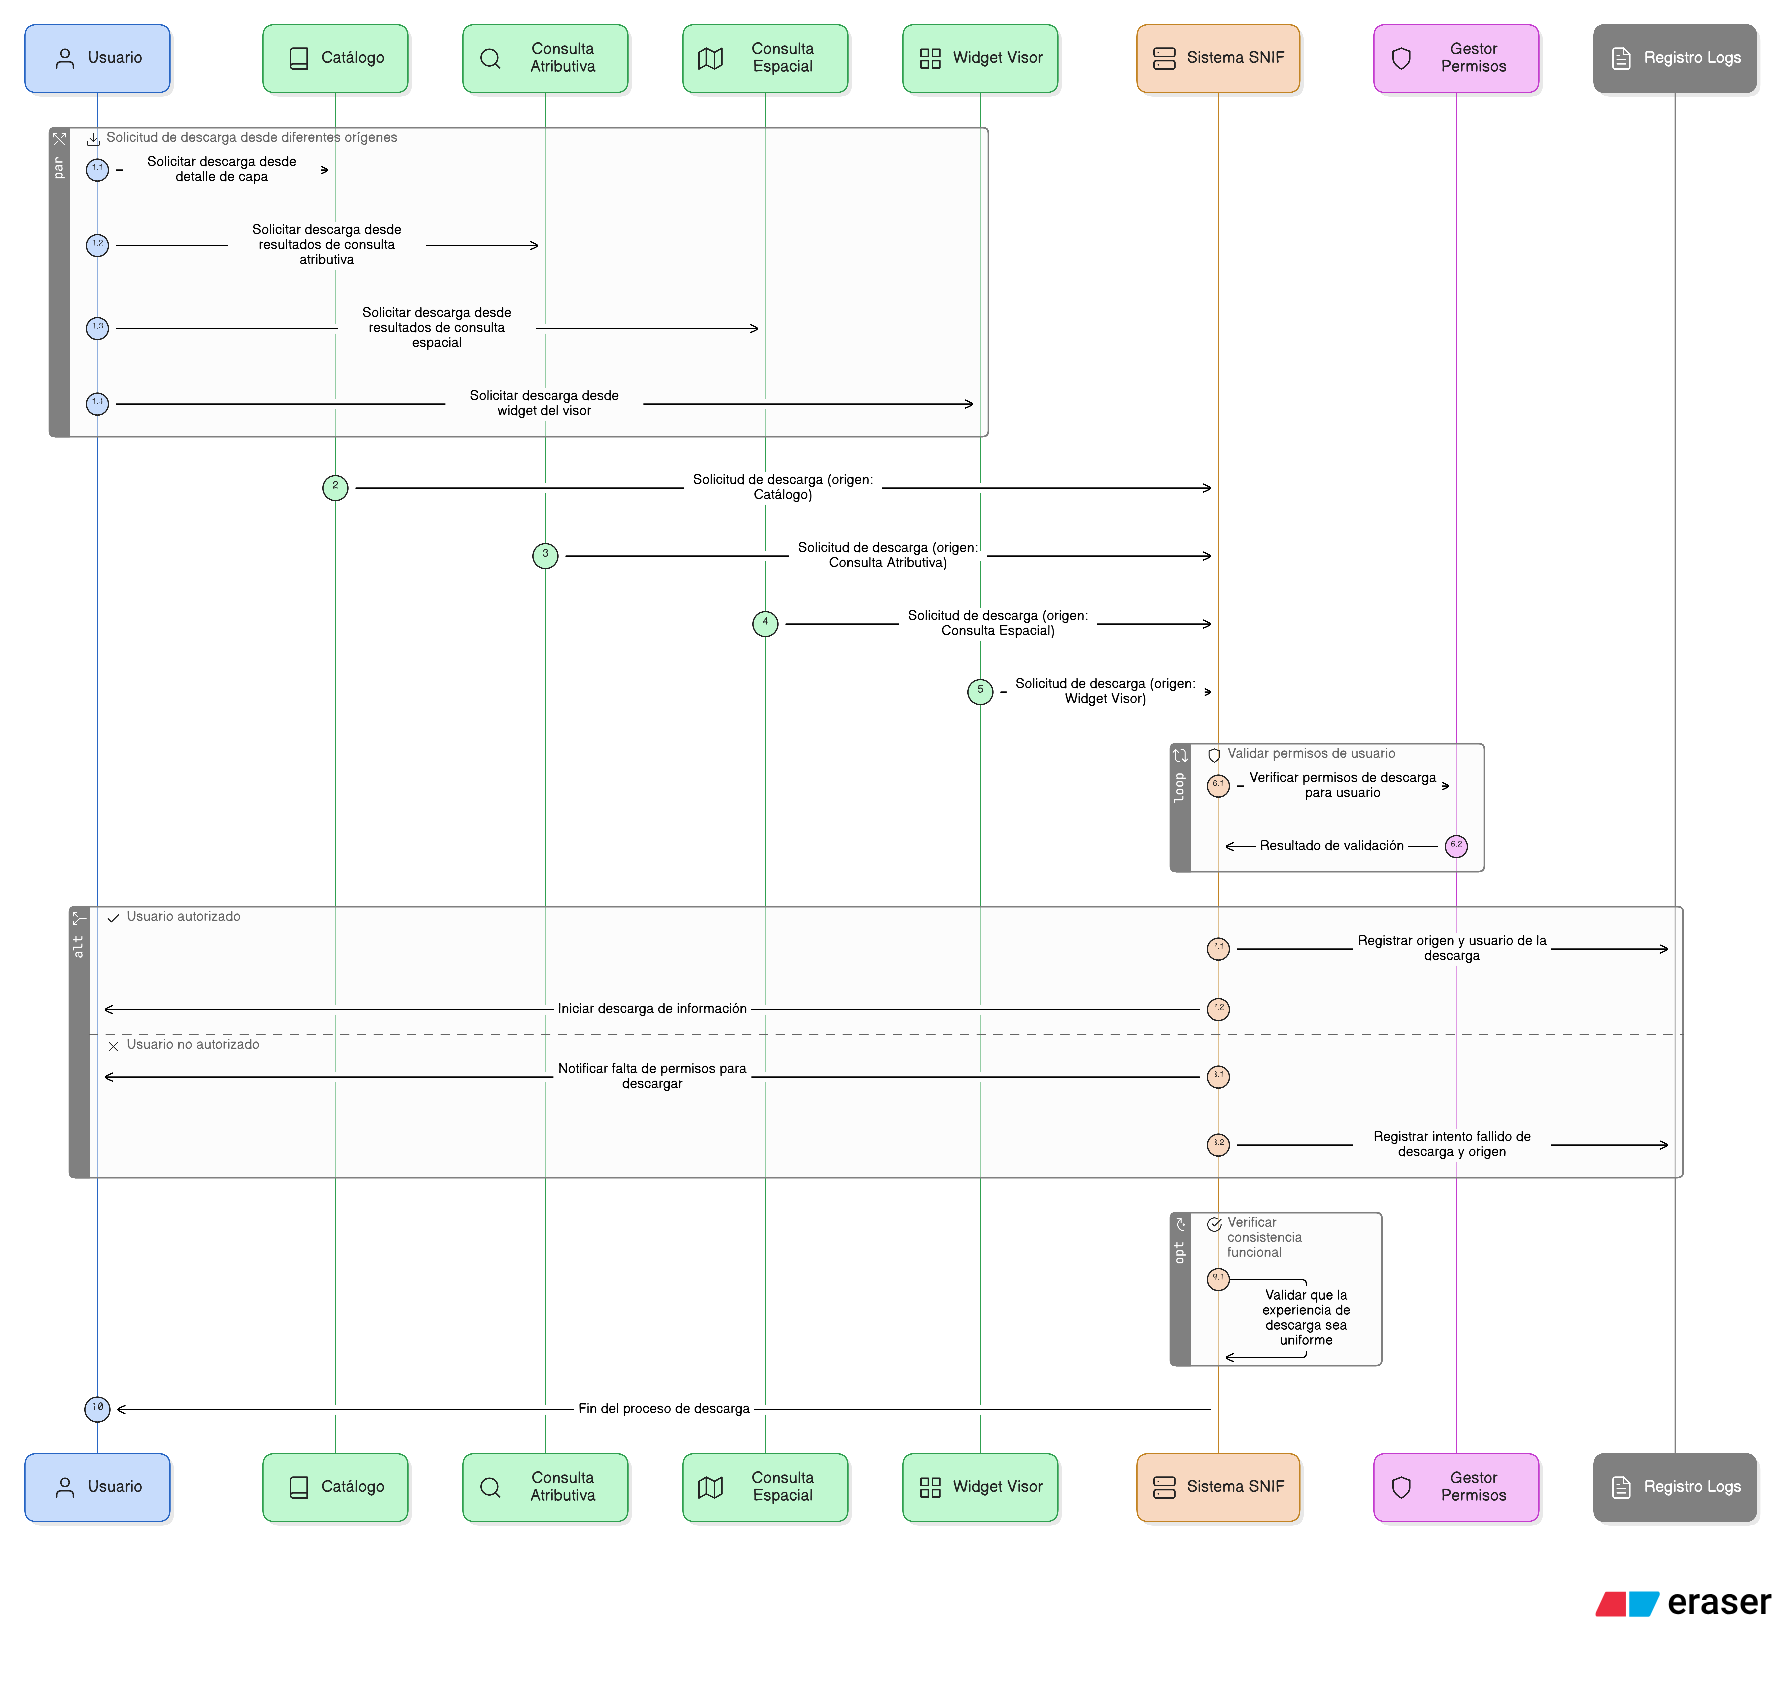 Usuario
Catálogo
Consulta
Atributiva
Consulta
Espacial
Widget Visor
Sistema SNIF
Gestor
Permisos
Registro Logs
par
Solicitud de descarga desde diferentes orígenes
1.1
Solicitar descarga desde
detalle de capa
1.2
Solicitar descarga desde
resultados de consulta
atributiva
1.3
Solicitar descarga desde
resultados de consulta
espacial
1.1
Solicitar descarga desde
widget del visor
2
Solicitud de descarga (origen:
Catálogo)
3
Solicitud de descarga (origen:
Consulta Atributiva)
4
Solicitud de descarga (origen:
Consulta Espacial)
5
Solicitud de descarga (origen:
Widget Visor)
loop
Validar permisos de usuario
6.1
Verificar permisos de descarga
para usuario
Resultado de validación
6.2
alt
Usuario autorizado
7.1
Registrar origen y usuario de la
descarga
Iniciar descarga de información
7.2
Usuario no autorizado
Notificar falta de permisos para
descargar
Registrar intento fallido de
descarga y origen
opt
Verificar
consistencia
funcional
9.1
Validar que la
experiencia de
descarga sea
uniforme
10
Fin del proceso de descarga
Usuario
Catálogo
Consulta
Atributiva
Consulta
Espacial
Widget Visor
Sistema SNIF
Gestor
Permisos
Registro Logs
eraser